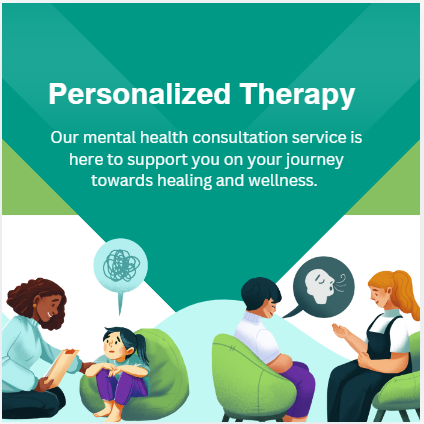 Personalized Therapy
Our mental health consultation service is
here to support you on your journey
towards healing and wellness.